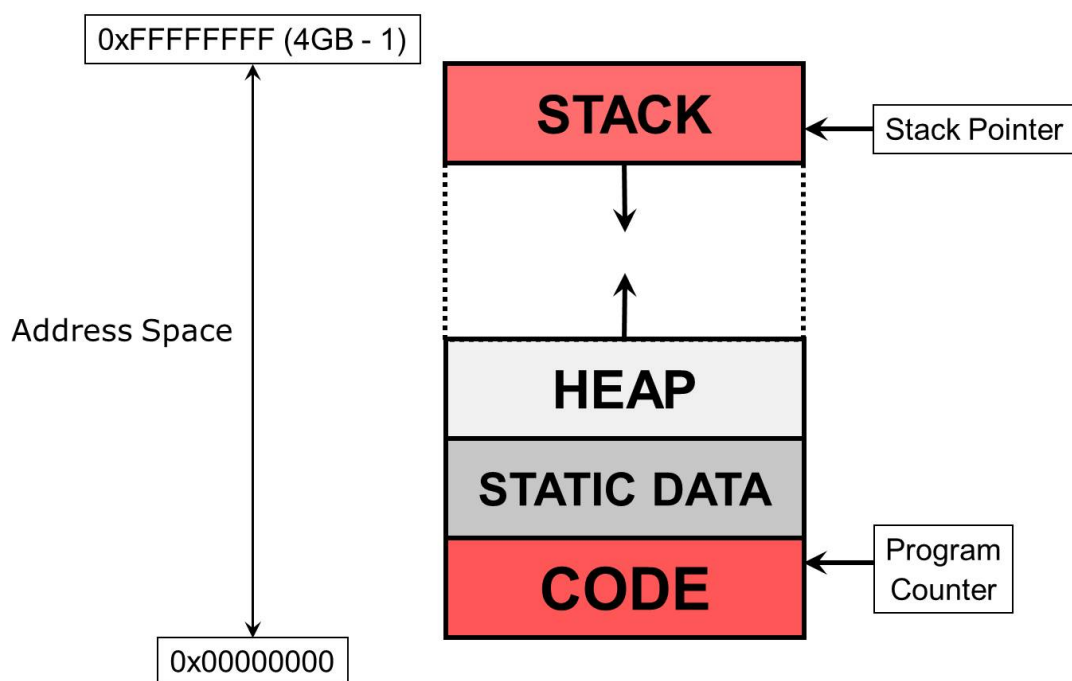 0xFFFFFFFF (4GB - 1)
STACK
Stack Pointer
Address Space
HEAP
STATIC DATA
Program
Counter
CODE
0x00000000